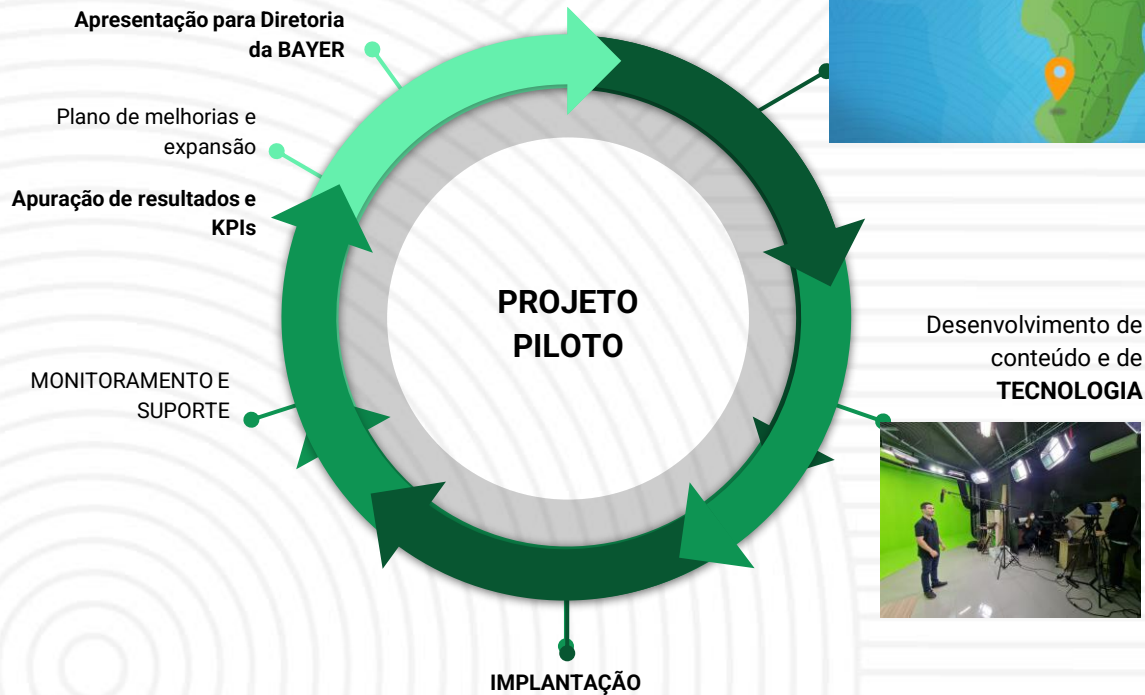 Apresentação para Diretoria
da BAYER
Plano de melhorias e
expansão
Apuração de resultados e
KPIs
PROJETO
PILOTO
Desenvolvimento de
conteúdo e de
TECNOLOGIA
MONITORAMENTO E
SUPORTE
IMPLANTAÇÃO